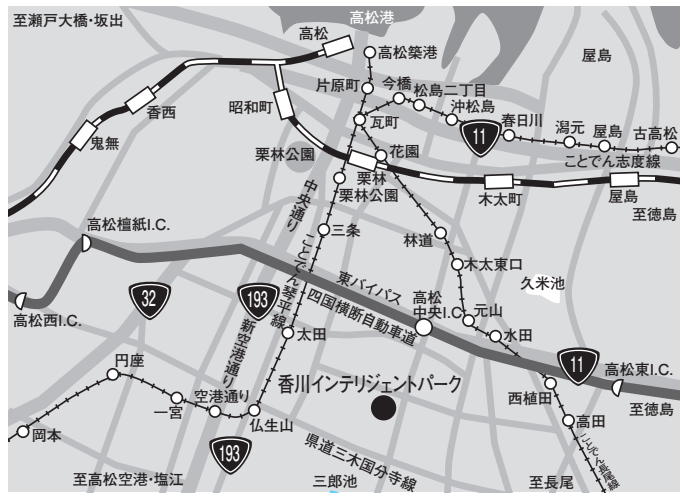 高松港
至瀬戸大橋・坂出
高松
高松築港
屋島
片原町
今橋
松島二丁目
沖松島
香西
昭和町
瓦町
11
春日川
潟元
屋島
古高松
鬼無
花園
ことでん志度線
栗林公園
栗林
栗林公園
木太町
屋島
中央通り
至徳島
高松檀紙I.C.
三条
林道
ことでん琴平線
東バイパス
木太東口
32
193
四国横断自動車道
高松
中央I.C.
久米池
高松西I.C.
新空港通り
元山
水田
太田
円座
11
高松東I.C.
香川インテリジェントパーク
西植田
至徳島
一宮
空港通り
仏生山
高田
岡本
193
県道三木国分寺線
ことでん長尾線
至高松空港・塩江
三郎池
至長尾